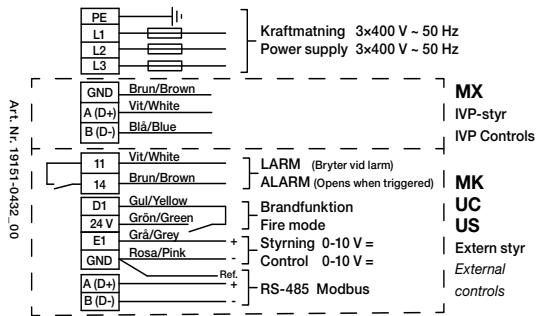 PE
L1
L2
L3
Kraftmatning 3×400 V ~ 50 Hz
Power supply 3×400 V ~ 50 Hz
GND Brun/Brown
A (D+) Vit/White
B (D-) Blå/Blue
MX
IVP-styr
IVP Controls
11 Vit/White
14 Brun/Brown
LARM (Bryter vid larm)
ALARM (Opens when triggered)
D1 Gul/Yellow
24 V Grön/Green
Brandfunktion
Fire mode
E1 Grå/Grey +
GND Rosa/Pink -
Styrning 0-10 V =
Control 0-10 V =
Ref.
A (D+) +
B (D-) -
RS-485 Modbus
MK
UC
US
Extern styr
External
controls
Art. Nr. 19151-0432_00